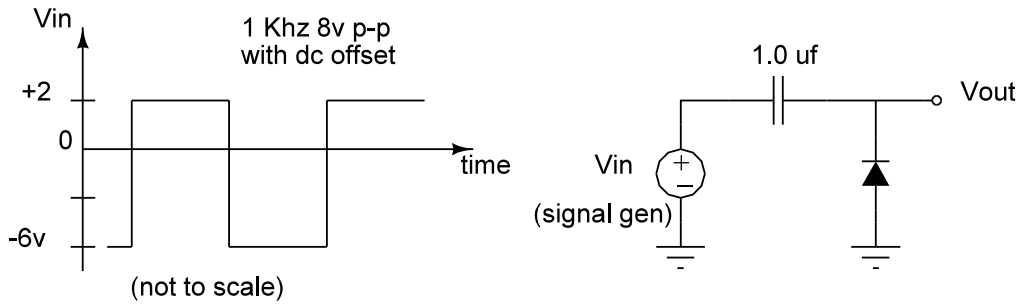 Vin
1 Khz 8v p-p
with dc offset
+2
0
time
-6v
(not to scale)
1.0 uf
Vout
Vin
+
−
(signal gen)